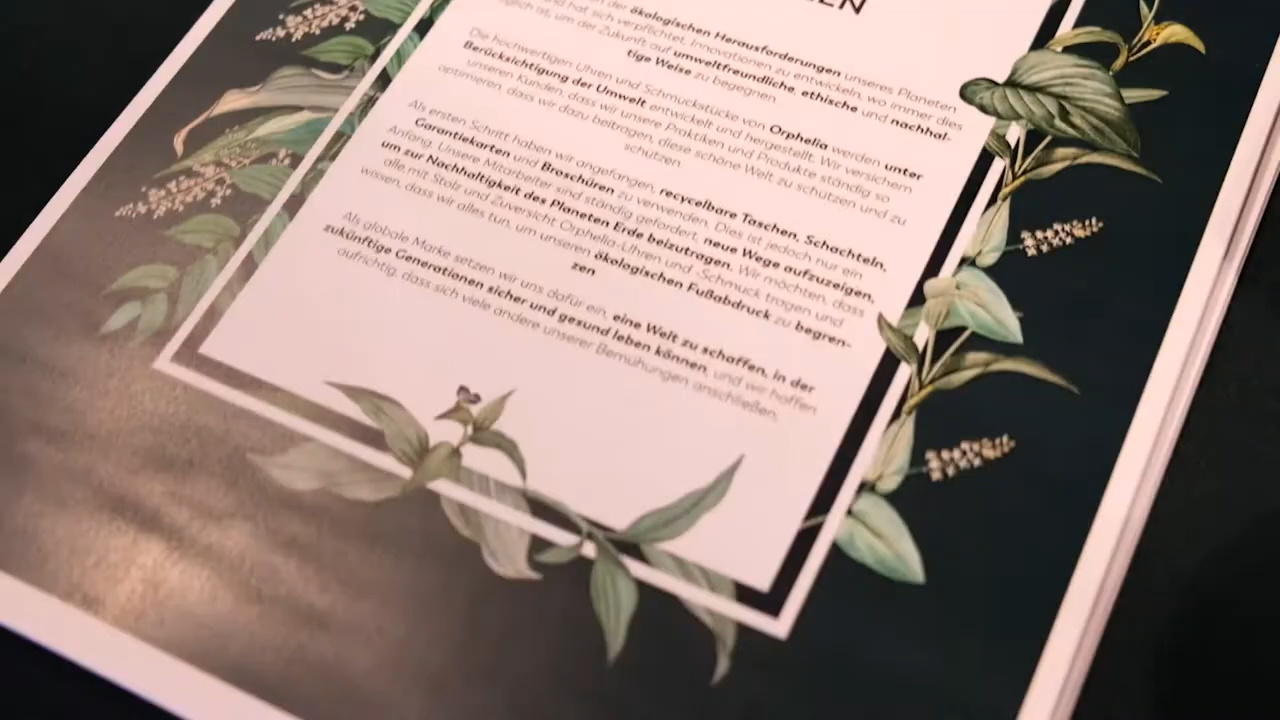 der ökologischen Herausforderungen unseres Planeten
und hat sich verpflichtet, Innovationen zu entwickeln, wo immer dies
ist, um der Zukunft auf umweltfreundliche, ethische und nachhal-
tige Weise zu begegnen
Die hochwertigen Uhren und Schmuckstücke von Orphelia werden unter
Berücksichtigung der Umwelt entwickelt und hergestellt. Wir versichern
unseren Kunden, dass wir unsere Praktiken und Produkte ständig so
optimieren, dass wir dazu beitragen, diese schöne Welt zu schützen und zu
schützen
Als ersten Schritt haben wir angefangen, recycelbare Taschen, Schachteln,
Garantiekarten und Broschüren zu verwenden. Dies ist jedoch nur ein
Anfang. Unsere Mitarbeiter sind ständig gefordert, neue Wege aufzuzeigen,
um zur Nachhaltigkeit des Planeten Erde beizutragen. Wir möchten, dass
alle mit Stolz und Zuversicht Orphelia-Uhren und -Schmuck tragen und
wissen, dass wir alles tun, um unseren ökologischen Fußabdruck zu begren-
zen
Als globale Marke setzen wir uns dafür ein, eine Welt zu schaffen, in der
zukünftige Generationen sicher und gesund leben können, und wir hoffen
aufrichtig, dass sich viele andere unserer Bemühungen anschließen.